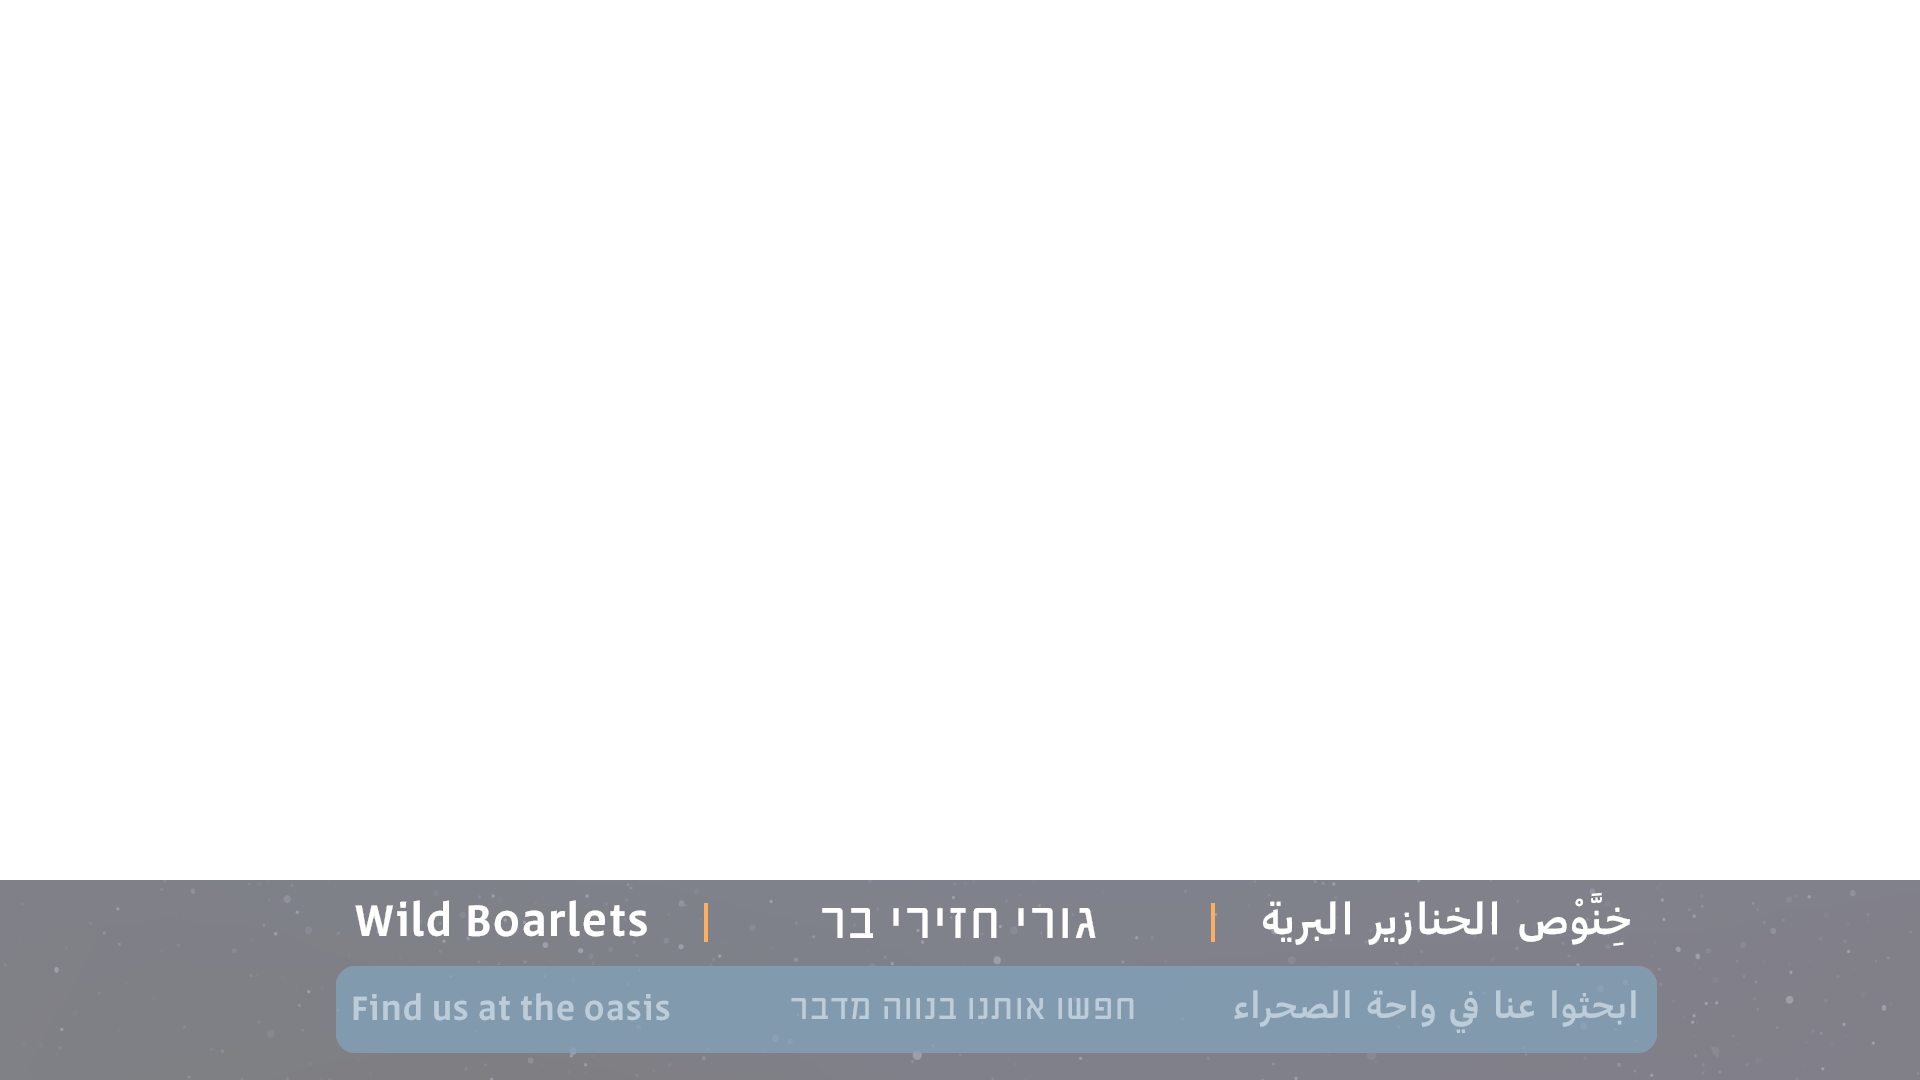 Wild Boarlets | גורי חזירי בר | خِنَّوْص الخنازير البرية
Find us at the oasis חפשו אותנו בנווה מדבר ابحثوا عنا في واحة الصحراء